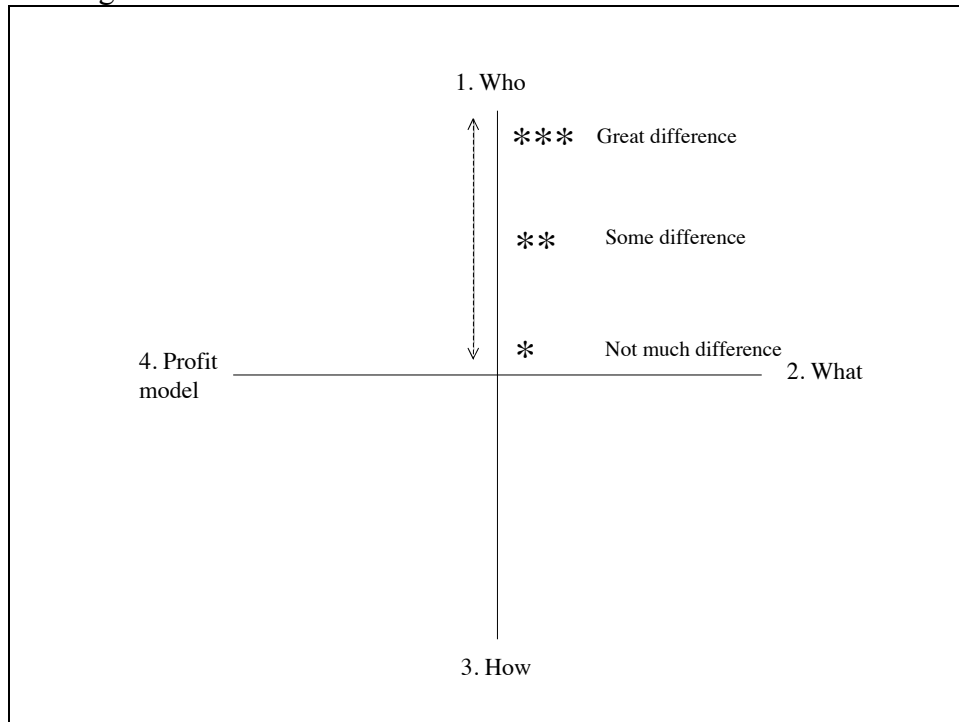 1. Who
*** Great difference
** Some difference
* Not much difference
4. Profit
model
2. What
3. How